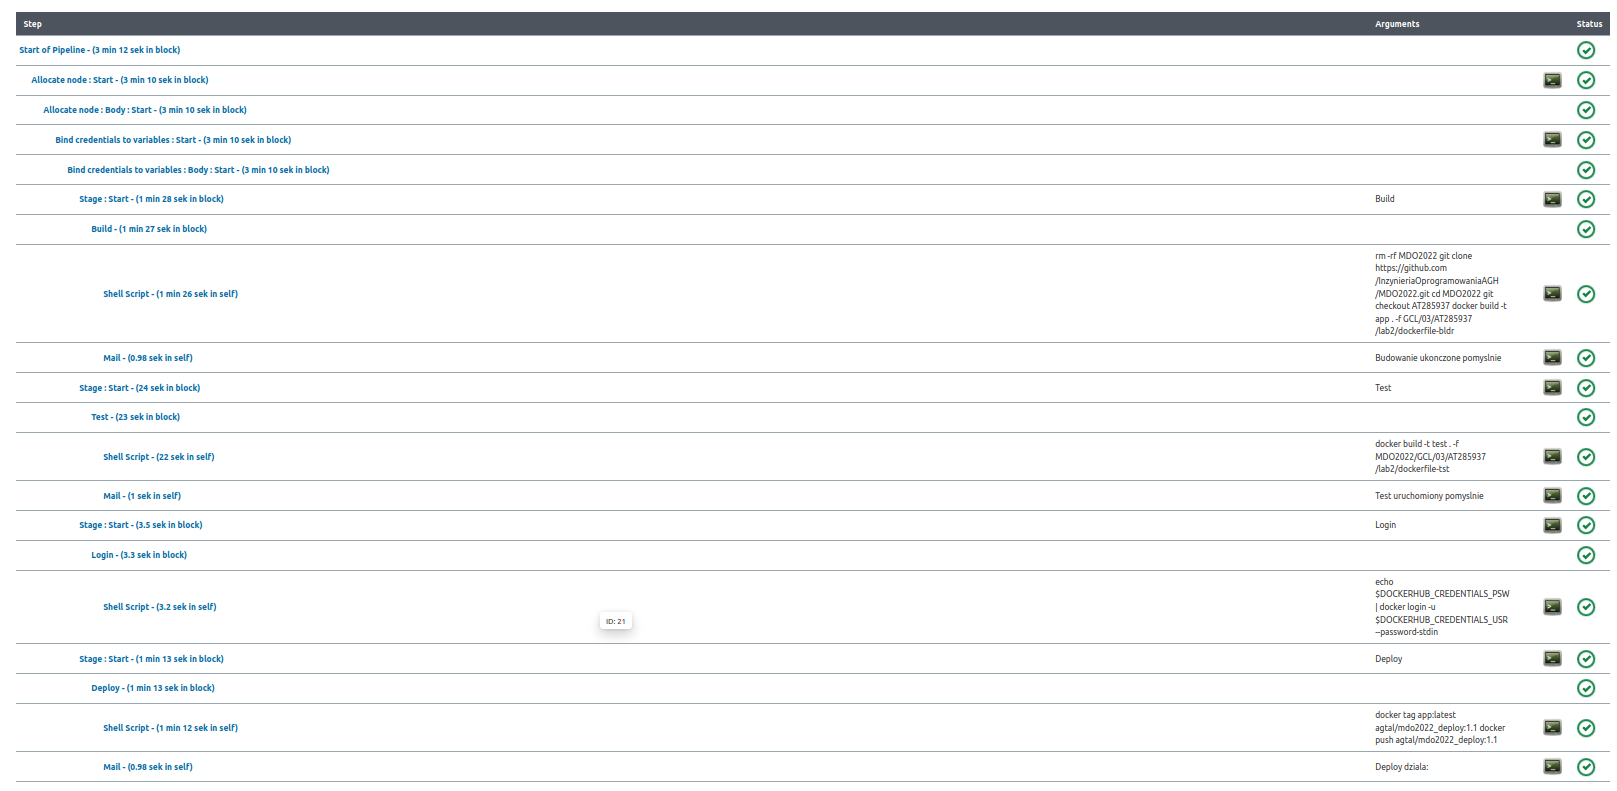 Step Arguments Status
Start of Pipeline - (3 min 12 sek in block)
Allocate node : Start - (3 min 10 sek in block)
Allocate node : Body : Start - (3 min 10 sek in block)
Bind credentials to variables : Start - (3 min 10 sek in block)
Bind credentials to variables : Body : Start - (3 min 10 sek in block)
Stage : Start - (1 min 28 sek in block) Build
Build - (1 min 27 sek in block)
Shell Script - (1 min 26 sek in self)
rm -rf MDO2022 git clone
https://github.com
/InzynieriaOprogramowaniaAGH
/MDO2022.git cd MDO2022 git
checkout AT285937 docker build -t
app . -f GCL/03/AT285937
/lab2/dockerfile-bldr
Mail - (0.98 sek in self) Budowanie ukonczone pomyslnie
Stage : Start - (24 sek in block) Test
Test - (23 sek in block)
Shell Script - (22 sek in self)
docker build -t test . -f
MDO2022/GCL/03/AT285937
/lab2/dockerfile-tst
Mail - (1 sek in self) Test uruchomiony pomyslnie
Stage : Start - (3.5 sek in block) Login
Login - (3.3 sek in block)
Shell Script - (3.2 sek in self)
echo
$DOCKERHUB_CREDENTIALS_PSW
| docker login -u
$DOCKERHUB_CREDENTIALS_USR
--password-stdin
ID: 21
Stage : Start - (1 min 13 sek in block) Deploy
Deploy - (1 min 13 sek in block)
Shell Script - (1 min 12 sek in self)
docker tag app:latest
agtal/mdo2022_deploy:1.1 docker
push agtal/mdo2022_deploy:1.1
Mail - (0.98 sek in self) Deploy dziala: